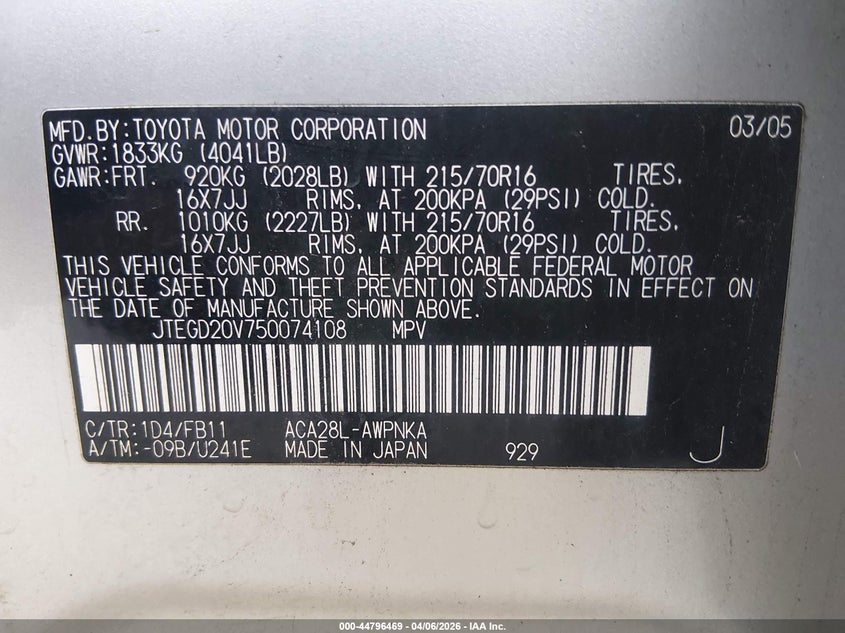 MFD.BY:TOYOTA MOTOR CORPORATION 03/05
GVWR:1833KG (4041LB)
GAWR:FRT. 920KG (2028LB) WITH 215/70R16 TIRES,
16X7JJ RIMS, AT 200KPA (29PSI) COLD.
RR. 1010KG (2227LB) WITH 215/70R16 TIRES,
16X7JJ RIMS, AT 200KPA (29PSI) COLD.
THIS VEHICLE CONFORMS TO ALL APPLICABLE FEDERAL MOTOR
VEHICLE SAFETY AND THEFT PREVENTION STANDARDS IN EFFECT ON
THE DATE OF MANUFACTURE SHOWN ABOVE.
JTEGD20V750074108 MPV
C/TR:1D4/FB11 ACA28L-AWPNKA
A/TM:-09B/U241E MADE IN JAPAN 929 J
000-44796469 - 04/06/2026 - IAA Inc.